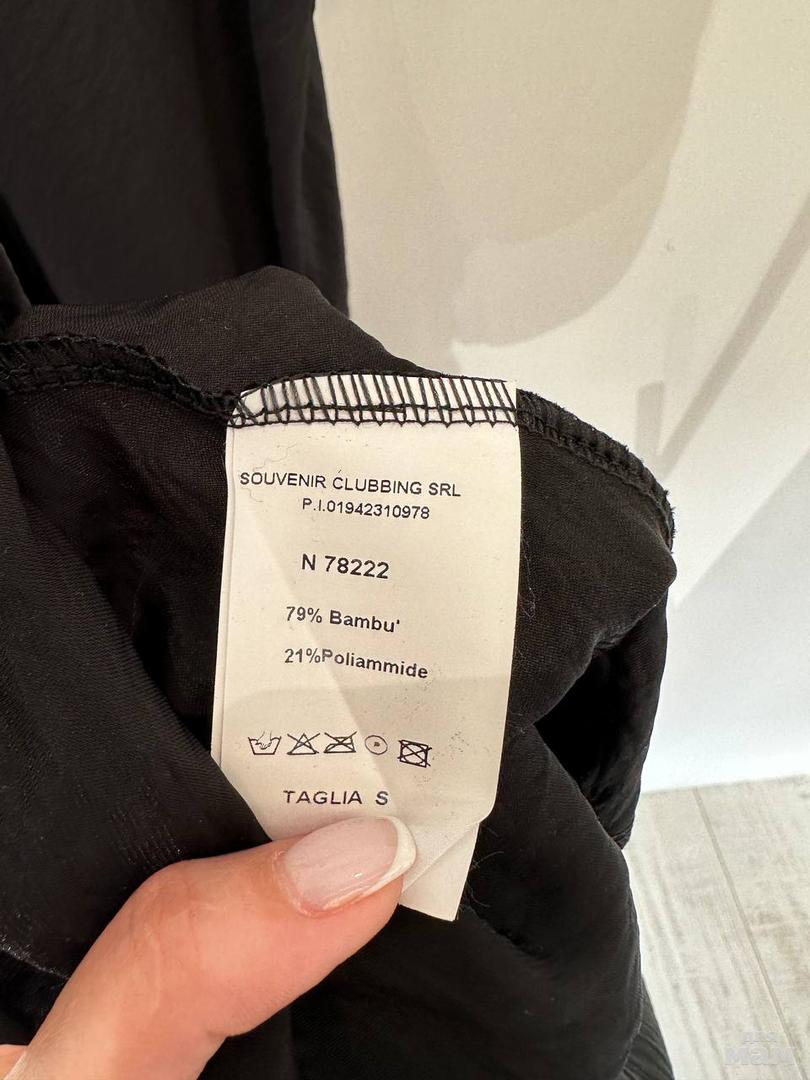 SOUVENIR CLUBBING SRL
P.I.01942310978
N 78222
79% Bambu'
21%Poliammide
P
TAGLIA S